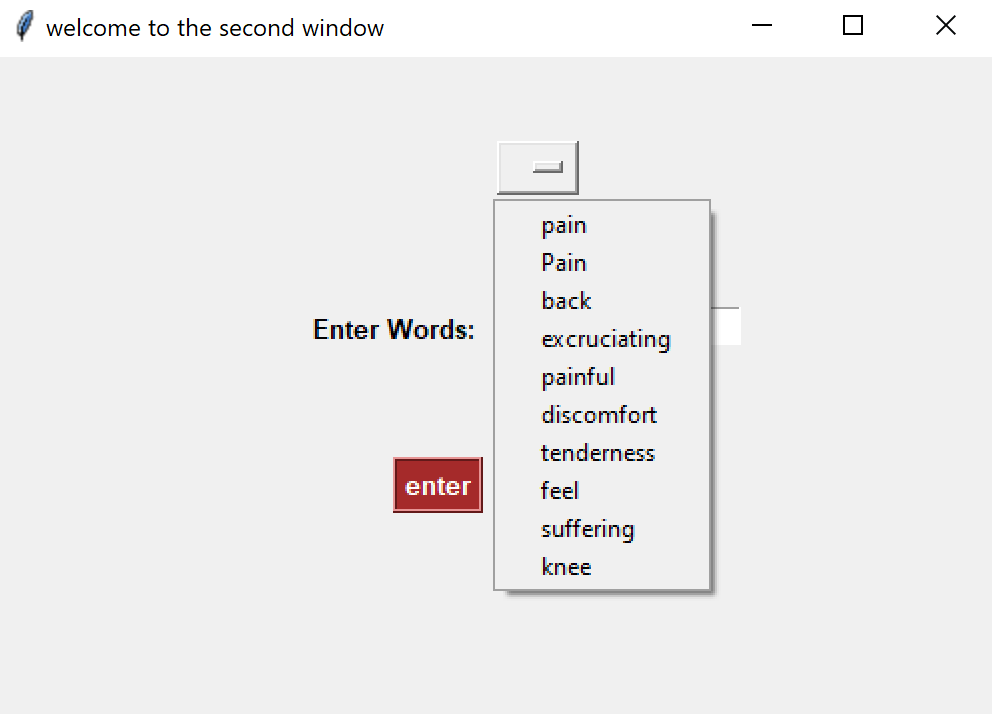 welcome to the second window
pain
Pain
back
excruciating
Enter Words:
painful
discomfort
tenderness
enter
feel
suffering
knee